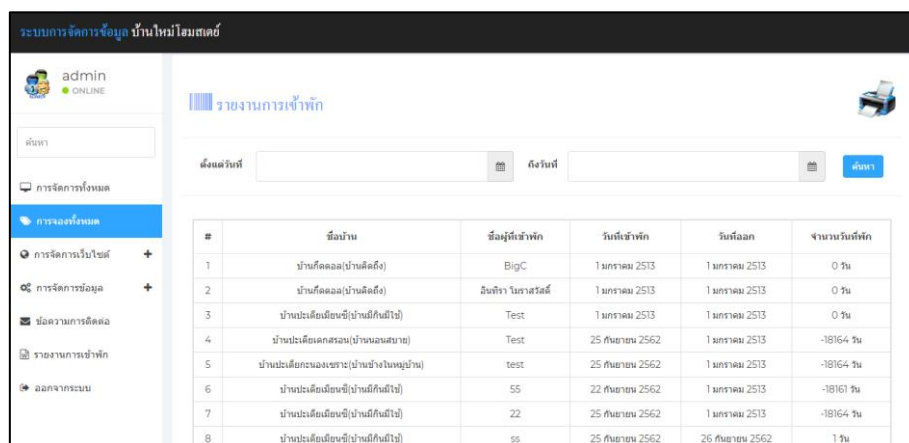 ระบบการจัดการข้อมูล บ้านใหม่โฮมสเตย์
admin
ONLINE
ค้นหา
การจัดการทั้งหมด
การจองทั้งหมด
การจัดการเว็บไซต์ +
การจัดการข้อมูล +
ข้อความการติดต่อ
รายงานการเข้าพัก
ออกจากระบบ
รายงานการเข้าพัก
ตั้งแต่วันที่ ถึงวันที่ ค้นหา
# ชื่อบ้าน ชื่อผู้ที่เข้าพัก วันที่เข้าพัก วันที่ออก จำนวนวันที่พัก
1 บ้านกืดตอล(บ้านคิดถึง) BigC 1 มกราคม 2513 1 มกราคม 2513 0 วัน
2 บ้านกืดตอล(บ้านคิดถึง) อินทิรา โมราสวัสดิ์ 1 มกราคม 2513 1 มกราคม 2513 0 วัน
3 บ้านปะเตียเมียนซี(บ้านมีกินมีใช้) Test 1 มกราคม 2513 1 มกราคม 2513 0 วัน
4 บ้านปะเตียเดกสรอน(บ้านนอนสบาย) Test 25 กันยายน 2562 1 มกราคม 2513 -18164 วัน
5 บ้านปะเตียกะนองเซราะ(บ้านข้างในหมู่บ้าน) test 25 กันยายน 2562 1 มกราคม 2513 -18164 วัน
6 บ้านปะเตียเมียนซี(บ้านมีกินมีใช้) 55 22 กันยายน 2562 1 มกราคม 2513 -18161 วัน
7 บ้านปะเตียเมียนซี(บ้านมีกินมีใช้) 22 25 กันยายน 2562 1 มกราคม 2513 -18164 วัน
8 บ้านปะเตียเมียนซี(บ้านมีกินมีใช้) ss 25 กันยายน 2562 26 กันยายน 2562 1 วัน